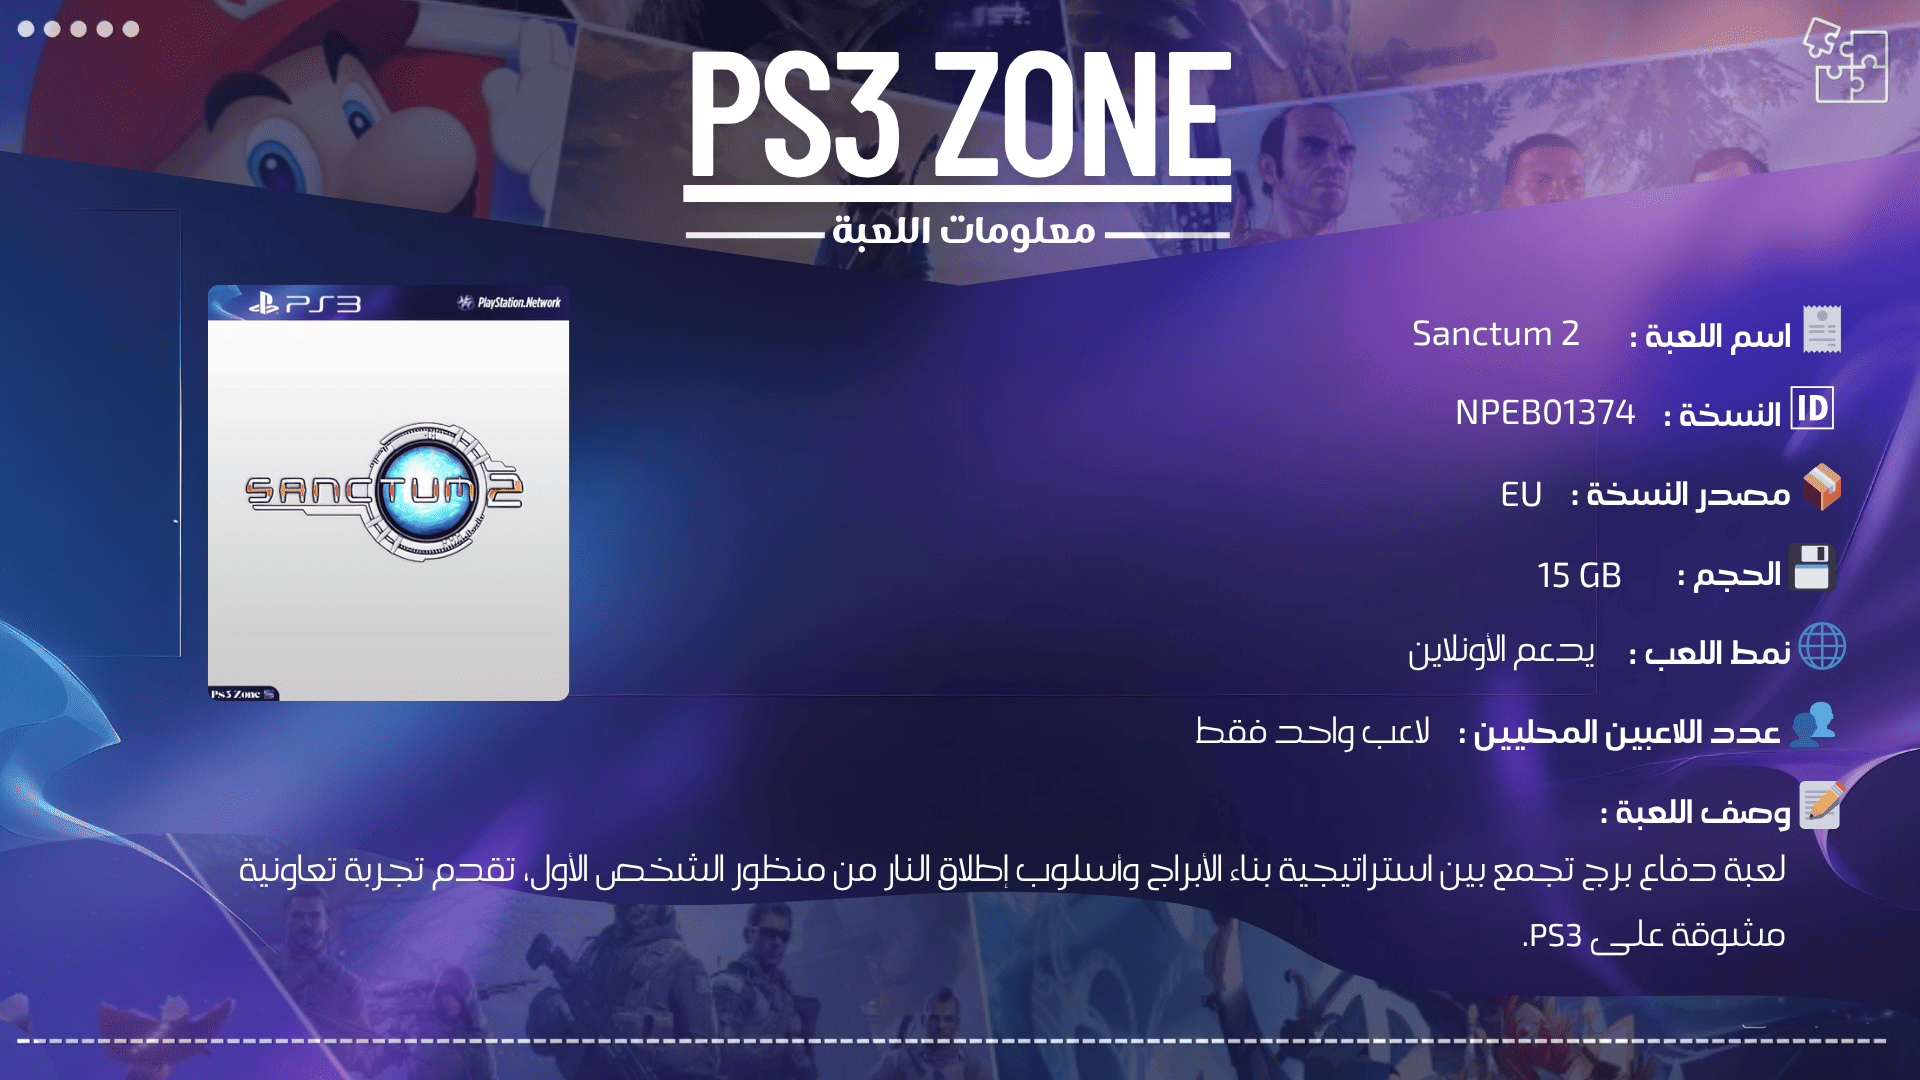 PS3 ZONE
معلومات اللعبة
PS3 PlayStation.Network
SANCTUM 2
Ps3 Zone
اسم اللعبة : Sanctum 2
ID النسخة : NPEB01374
مصدر النسخة : EU
الحجم : 15 GB
نمط اللعب : يدعم الأونلاين
عدد اللاعبين المحليين : لاعب واحد فقط
وصف اللعبة :
لعبة دفاع برج تجمع بين استراتيجية بناء الأبراج وأسلوب إطلاق النار من منظور الشخص الأول، تقدم تجربة تعاونية
مشوقة على PS3.